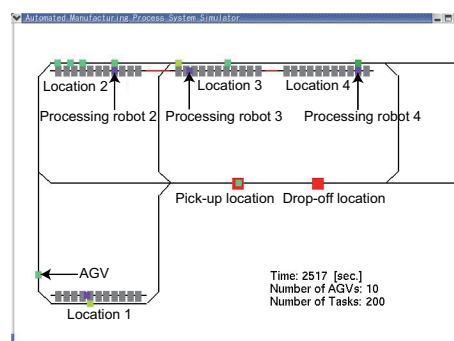 Automated Manufacturing Process System Simulator
Location 2
Location 3
Location 4
Processing robot 2
Processing robot 3
Processing robot 4
Pick-up location
Drop-off location
AGV
Time: 2517 [sec.]
Number of AGVs: 10
Number of Tasks: 200
Location 1